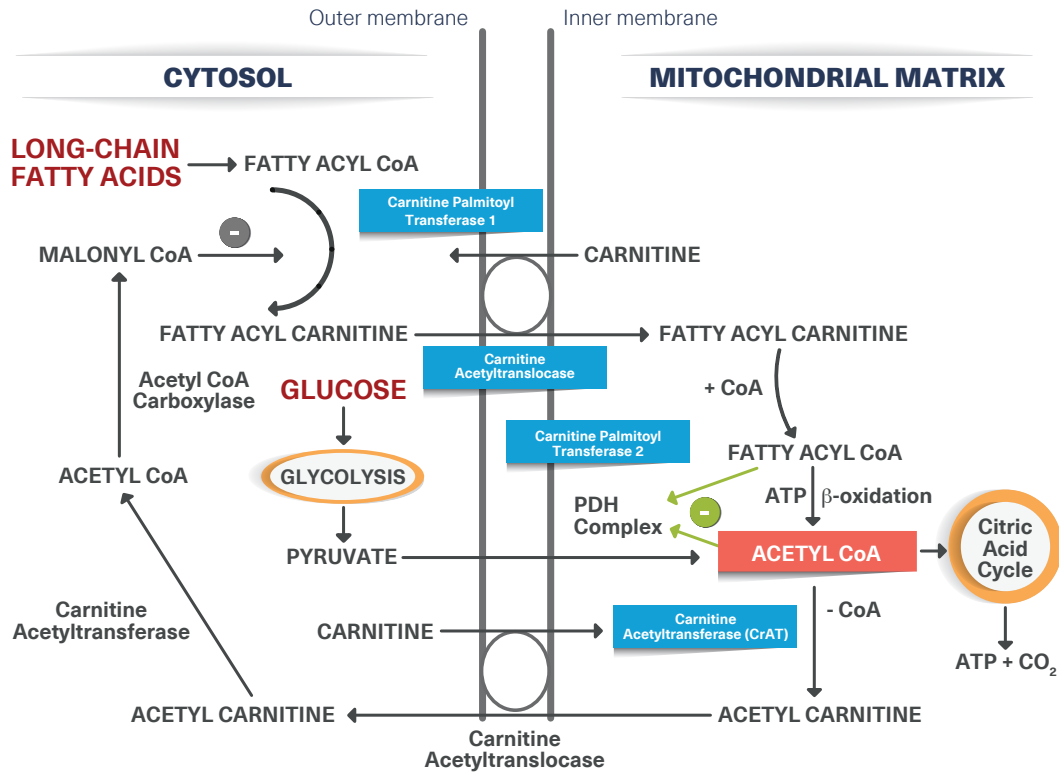 Outer membrane
Inner membrane
CYTOSOL
MITOCHONDRIAL MATRIX
LONG-CHAIN
FATTY ACIDS
FATTY ACYL CoA
Carnitine Palmitoyl
Transferase 1
-
MALONYL CoA
CARNITINE
FATTY ACYL CARNITINE
FATTY ACYL CARNITINE
Carnitine
Acetyltranslocase
Acetyl CoA
Carboxylase
GLUCOSE
+ CoA
Carnitine Palmitoyl
Transferase 2
FATTY ACYL CoA
ACETYL CoA
GLYCOLYSIS
ATP
β-oxidation
PDH
Complex
-
Citric
Acid
Cycle
PYRUVATE
ACETYL CoA
- CoA
Carnitine
Acetyltransferase
CARNITINE
Carnitine
Acetyltransferase (CrAT)
ATP + CO₂
ACETYL CARNITINE
ACETYL CARNITINE
Carnitine
Acetyltranslocase